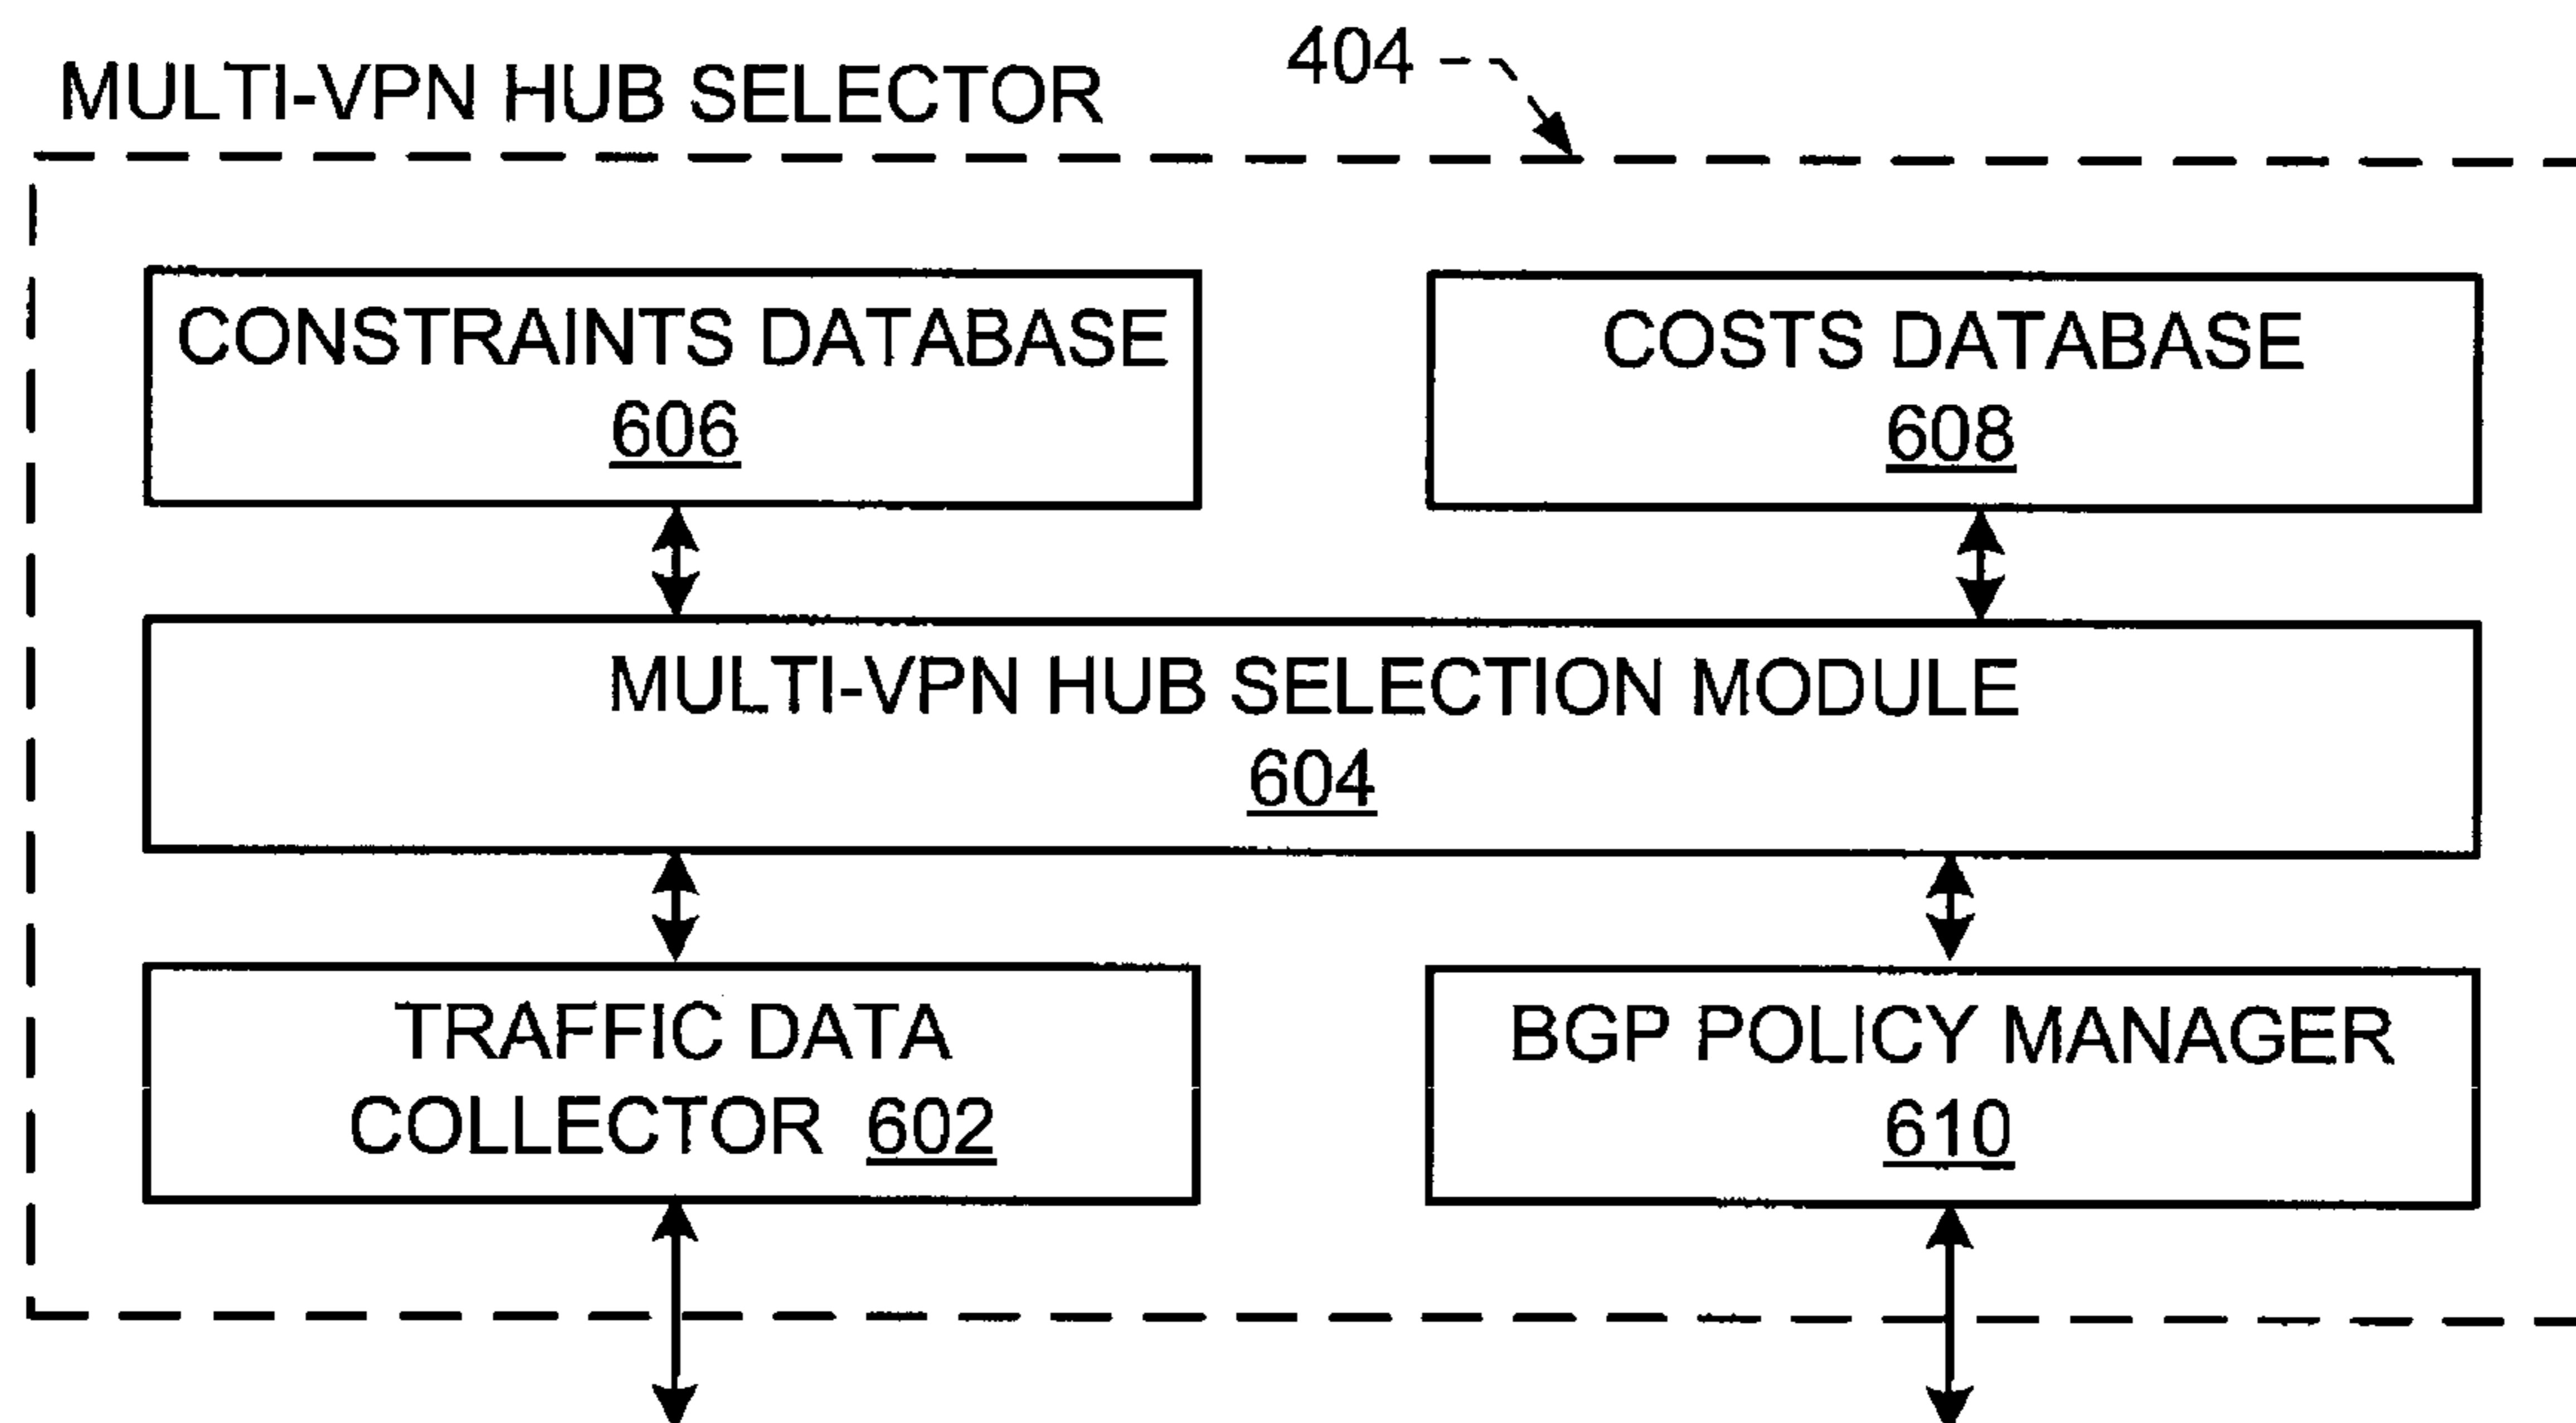 404
MULTI-VPN HUB SELECTOR
CONSTRAINTS DATABASE
606
COSTS DATABASE
608
MULTI-VPN HUB SELECTION MODULE
604
TRAFFIC DATA
COLLECTOR 602
BGP POLICY MANAGER
610